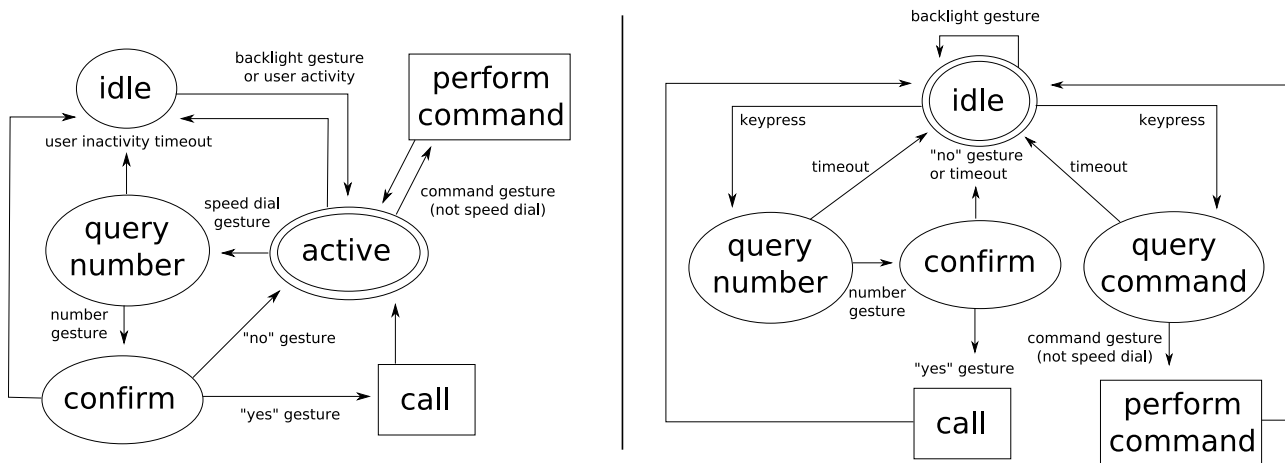 idle
backlight gesture
or user activity
perform
command
user inactivity timeout
command gesture
(not speed dial)
speed dial
gesture
query
number
active
number
gesture
"no" gesture
confirm
"yes" gesture
call
backlight gesture
idle
keypress
keypress
timeout
"no" gesture
or timeout
timeout
query
number
confirm
query
command
number
gesture
command gesture
(not speed dial)
"yes" gesture
call
perform
command